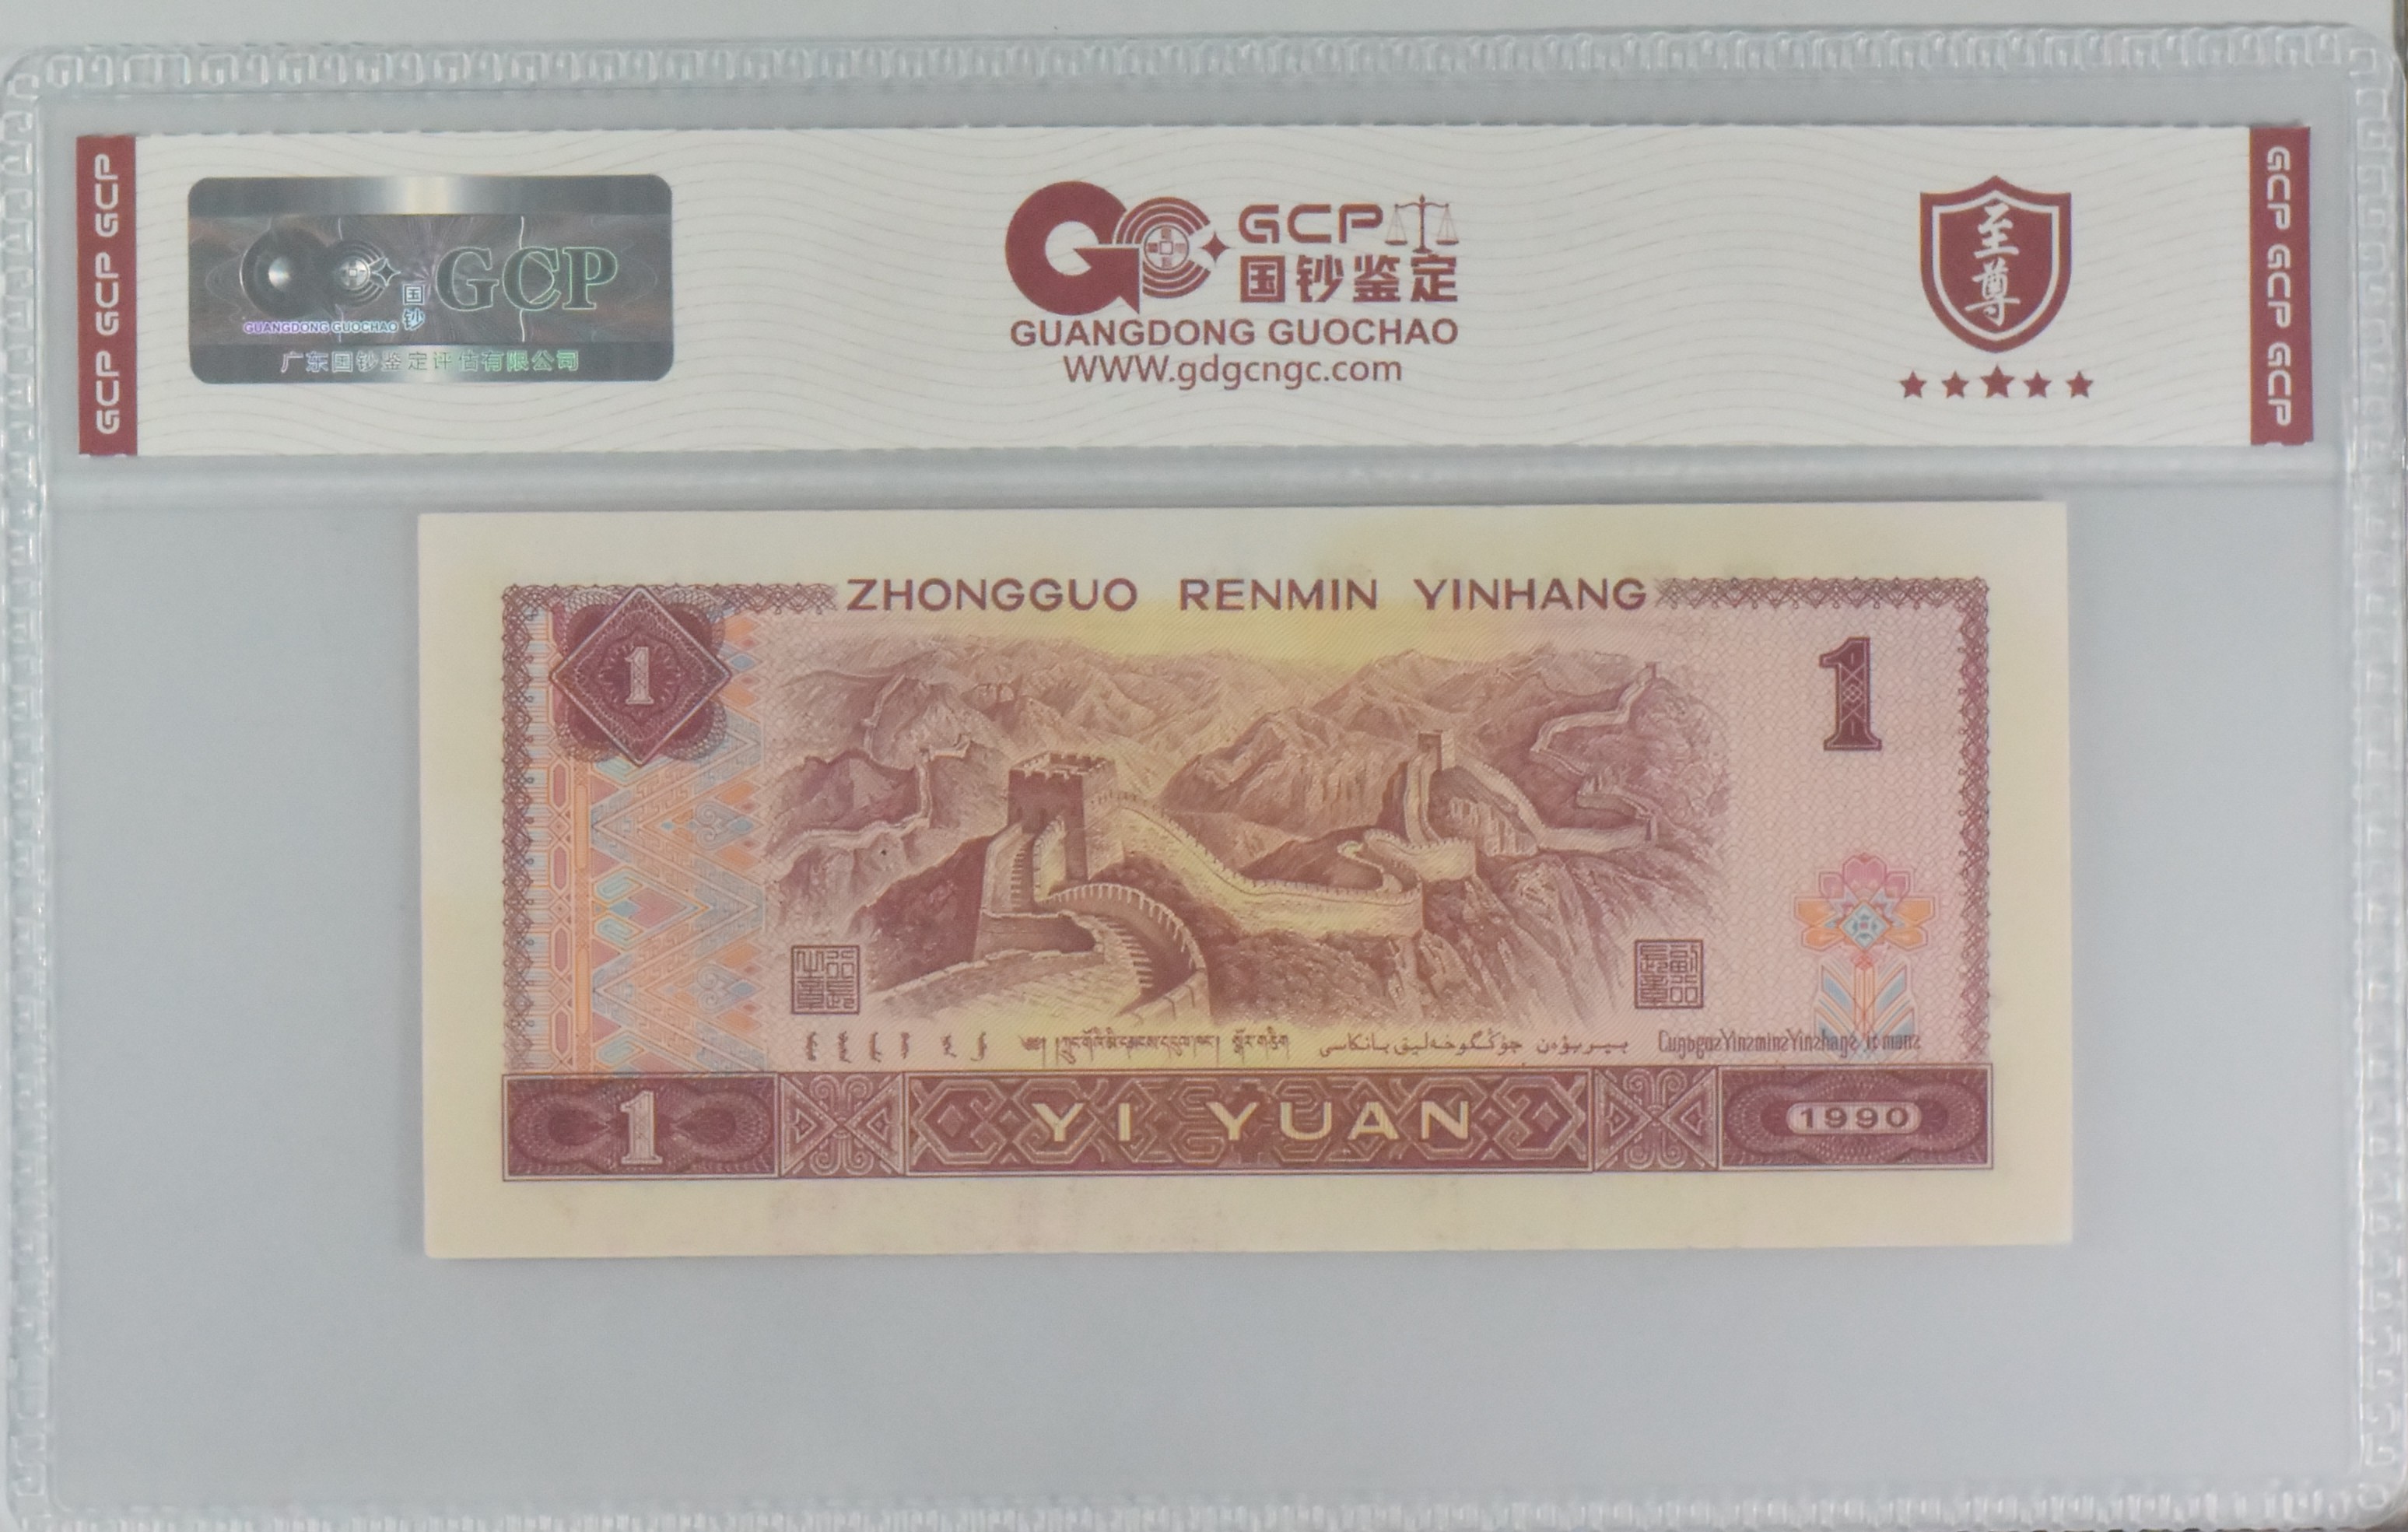 GCP GCP GCP
GUANGDONG GUOCHAO
国钞
GCP
广东国钞鉴定评估有限公司
GCP
国钞鉴定
GUANGDONG GUOCHAO
WWW.gdgcngc.com
至尊
GCP GCP GCP
ZHONGGUO RENMIN YINHANG
1
1
1
YI YUAN
1990